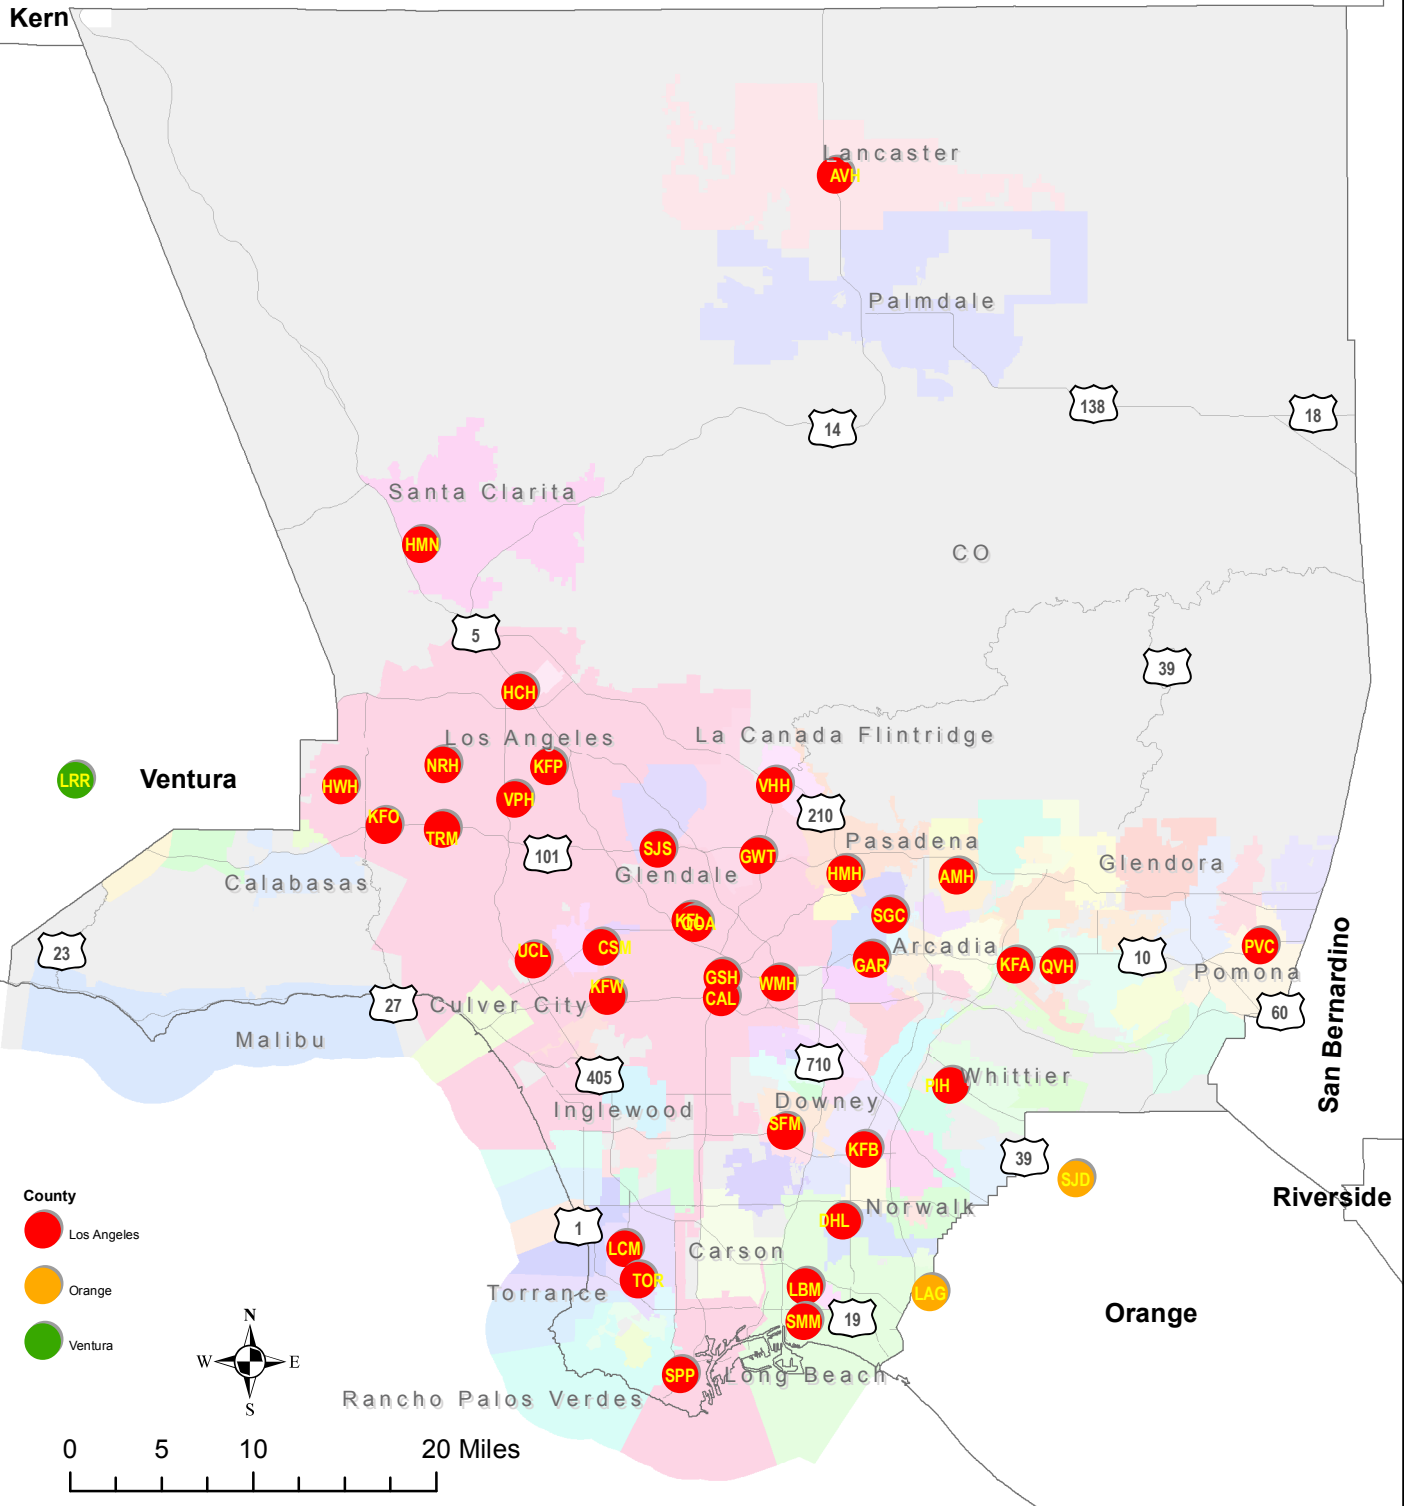 Kern
Lancaster
AVH
Palmdale
138
18
14
Santa Clarita
HMN
CO
5
39
HCH
La Canada Flintridge
Los Angeles
NRH
KFP
LRR
Ventura
HWH
VHH
VPH
210
KFO
TRM
Pasadena
101
SJS
GWT
Glendale
Glendora
HMH
AMH
Calabasas
SGC
KFL
QOA
23
UCL
CSM
Arcadia
GAR
KFA
QVH
10
PVC
Pomona
San Bernardino
GSH
WMH
KFW
CAL
27
Culver City
60
Malibu
710
405
Whittier
PIH
Inglewood
Downey
SFM
KFB
39
SJD
County
Los Angeles
Orange
Ventura
Riverside
Norwalk
DHL
1
LCM
Carson
TOR
Torrance
LBM
LAG
SMM
19
Orange
SPP
Long Beach
Rancho Palos Verdes
N
W E
S
0 5 10 20 Miles